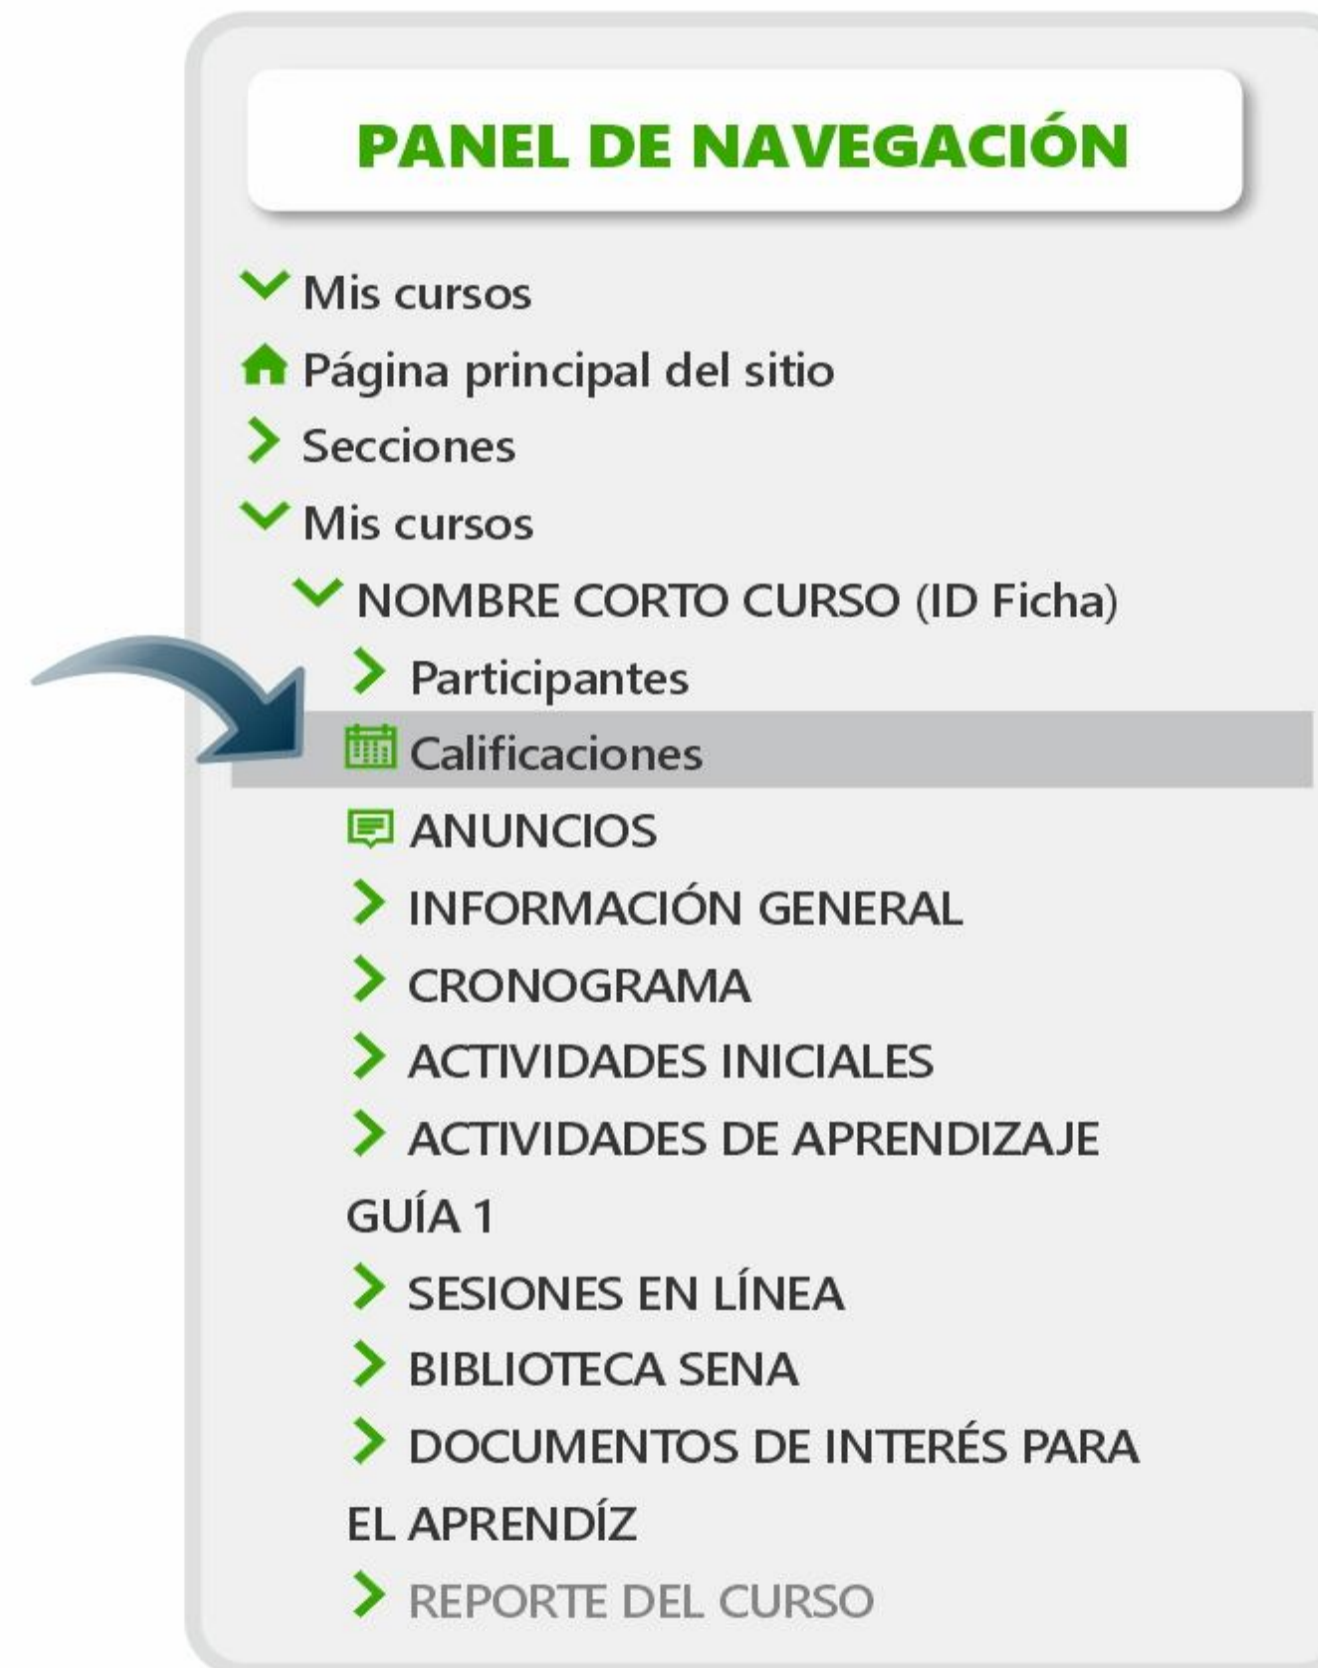 PANEL DE NAVEGACIÓN
Mis cursos
Página principal del sitio
Secciones
Mis cursos
NOMBRE CORTO CURSO (ID Ficha)
Participantes
Calificaciones
ANUNCIOS
INFORMACIÓN GENERAL
CRONOGRAMA
ACTIVIDADES INICIALES
ACTIVIDADES DE APRENDIZAJE
GUÍA 1
SESIONES EN LÍNEA
BIBLIOTECA SENA
DOCUMENTOS DE INTERÉS PARA
EL APRENDÍZ
REPORTE DEL CURSO